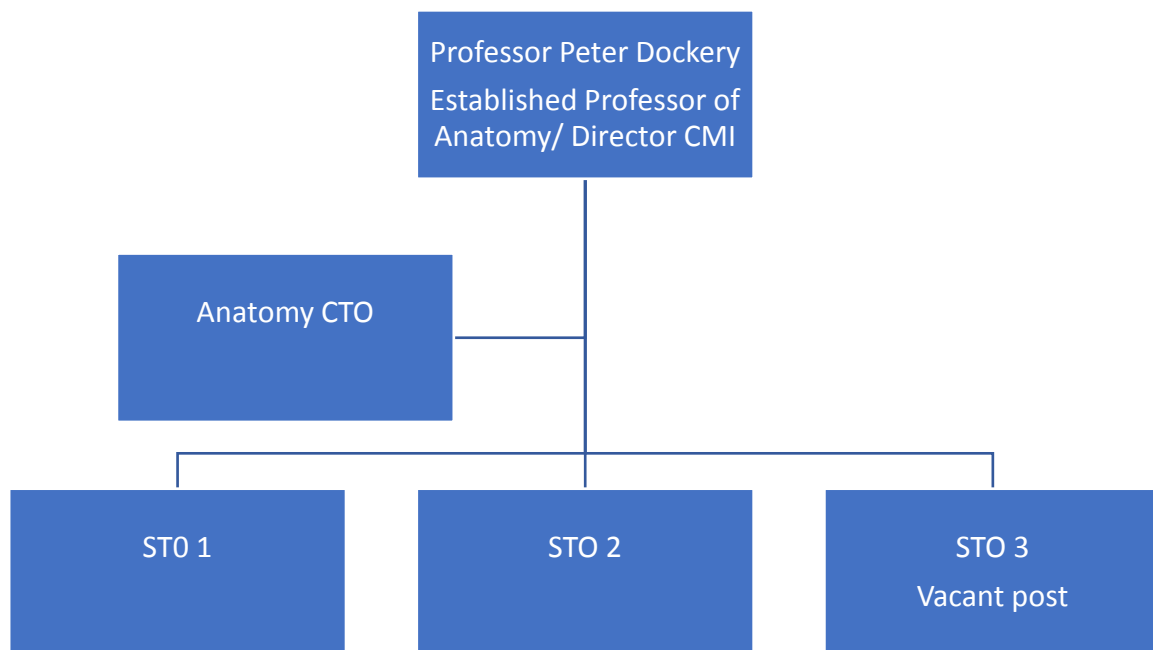 Professor Peter Dockery
Established Professor of
Anatomy/ Director CMI
Anatomy CTO
ST0 1
STO 2
STO 3
Vacant post